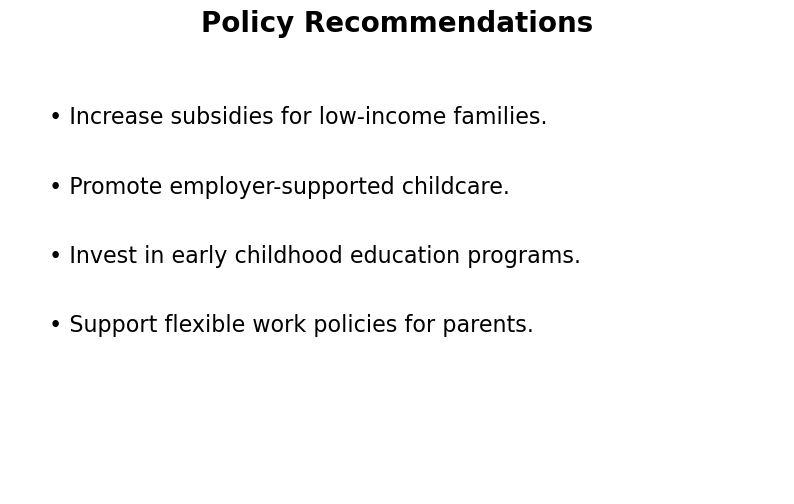 Policy Recommendations
• Increase subsidies for low-income families.
• Promote employer-supported childcare.
• Invest in early childhood education programs.
• Support flexible work policies for parents.